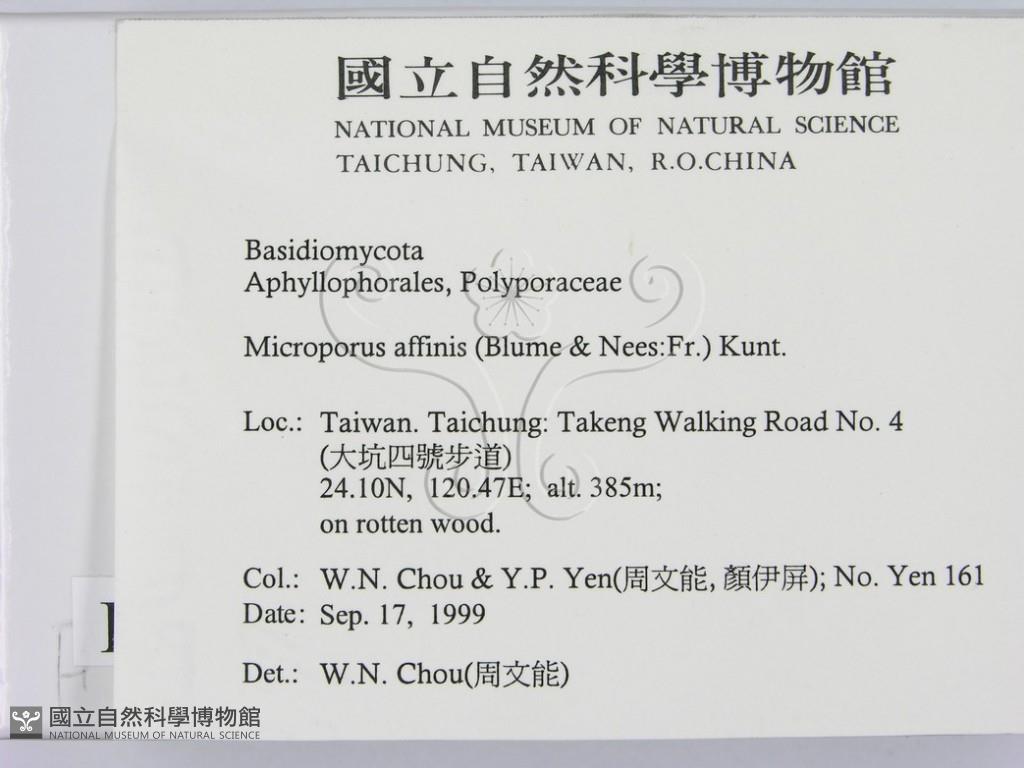 國立自然科學博物館
NATIONAL MUSEUM OF NATURAL SCIENCE
TAICHUNG, TAIWAN, R.O.CHINA
Basidiomycota
Aphyllophorales, Polyporaceae
Microporus affinis (Blume & Nees:Fr.) Kunt.
Loc.: Taiwan. Taichung: Takeng Walking Road No. 4
(大坑四號步道)
24.10N, 120.47E; alt. 385m;
on rotten wood.
Col.: W.N. Chou & Y.P. Yen(周文能, 顏伊屏); No. Yen 161
Date: Sep. 17, 1999
Det.: W.N. Chou(周文能)
國立自然科學博物館
NATIONAL MUSEUM OF NATURAL SCIENCE